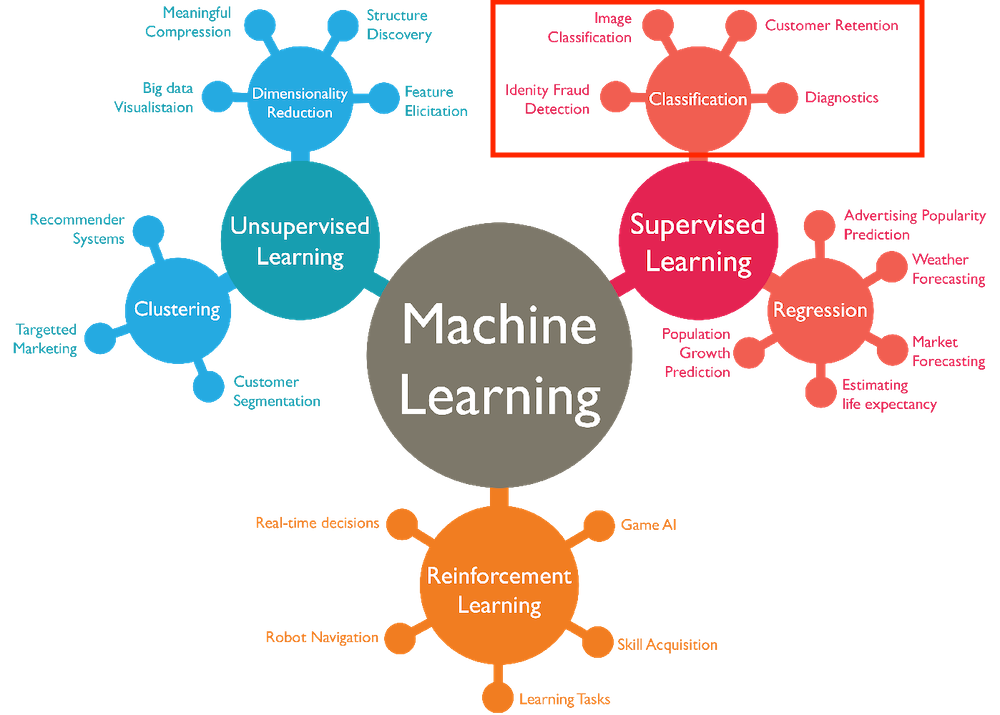 Meaningful
Compression
Structure
Discovery
Big data
Visualistaion
Dimensionality
Reduction
Feature
Elicitation
Image
Classification
Customer Retention
Idenity Fraud
Detection
Classification
Diagnostics
Unsupervised
Learning
Supervised
Learning
Recommender
Systems
Clustering
Targetted
Marketing
Customer
Segmentation
Machine
Learning
Advertising Popularity
Prediction
Weather
Forecasting
Regression
Population
Growth
Prediction
Market
Forecasting
Estimating
life expectancy
Real-time decisions
Game AI
Reinforcement
Learning
Robot Navigation
Skill Acquisition
Learning Tasks